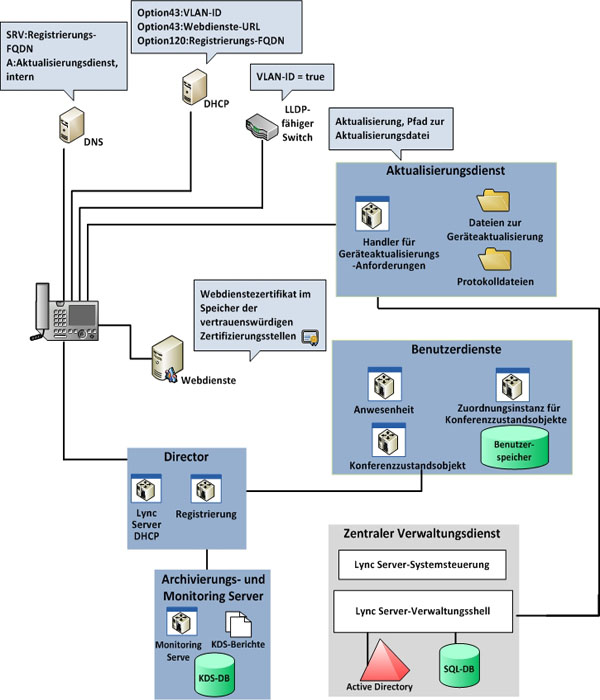 SRV:Registrierungs-
FQDN
A:Aktualisierungsdienst,
intern
Option43:VLAN-ID
Option43:Webdienste-URL
Option120:Registrierungs-FQDN
VLAN-ID = true
DNS
DHCP
LLDP-
fähiger
Switch
Aktualisierung, Pfad zur
Aktualisierungsdatei
Aktualisierungsdienst
Handler für
Geräteaktualisierungs
-Anforderungen
Dateien zur
Geräteaktualisierung
Protokolldateien
Webdienstezertifikat im
Speicher der
vertrauenswürdigen
Zertifizierungsstellen
Webdienste
Benutzerdienste
Anwesenheit
Zuordnungsinstanz für
Konferenzzustandsobjekte
Konferenzzustandsobjekt
Benutzer-
speicher
Director
Lync
Server
DHCP
Registrierung
Archivierungs- und
Monitoring Server
Monitoring
Serve
KDS-Berichte
KDS-DB
Zentraler Verwaltungsdienst
Lync Server-Systemsteuerung
Lync Server-Verwaltungsshell
Active Directory
SQL-DB